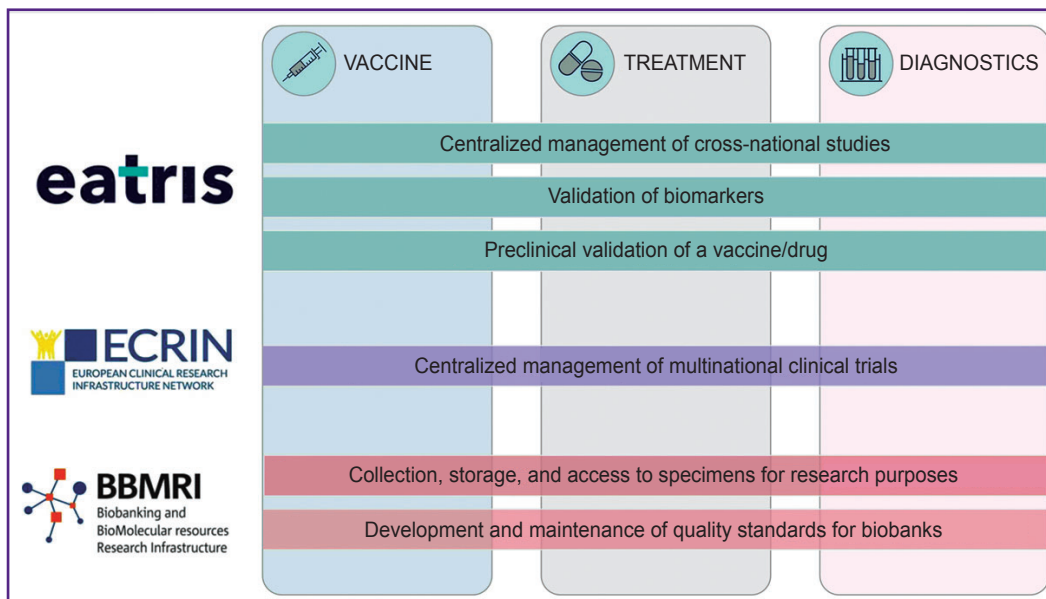 VACCINE
TREATMENT
DIAGNOSTICS
eatris
Centralized management of cross-national studies
Validation of biomarkers
Preclinical validation of a vaccine/drug
ECRIN
EUROPEAN CLINICAL RESEARCH
INFRASTRUCTURE NETWORK
Centralized management of multinational clinical trials
BBMRI
Biobanking and
BioMolecular resources
Research Infrastructure
Collection, storage, and access to specimens for research purposes
Development and maintenance of quality standards for biobanks